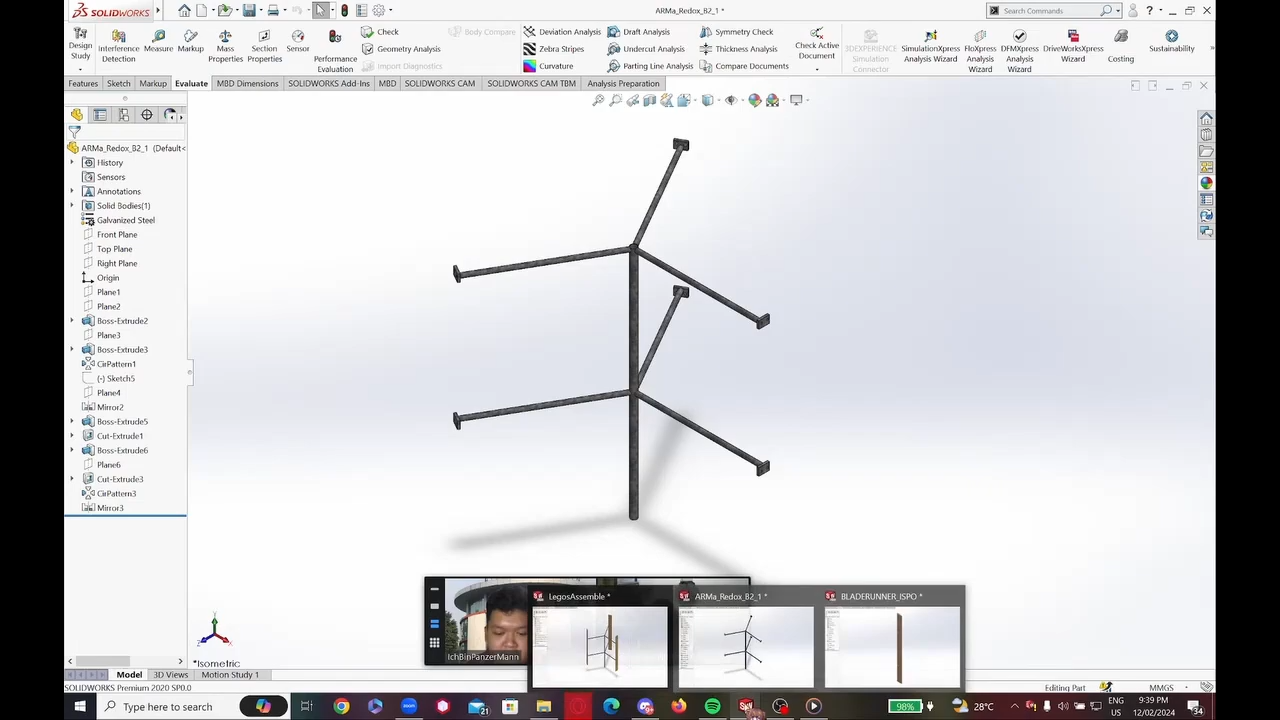 SOLIDWORKS
ARMa_Redox_B2_1 *
Search Commands
Design Study
Interference Detection
Measure
Markup
Mass Properties
Section Properties
Sensor
Performance Evaluation
Check
Geometry Analysis
Import Diagnostics
Body Compare
Deviation Analysis
Zebra Stripes
Curvature
Draft Analysis
Undercut Analysis
Parting Line Analysis
Symmetry Check
Thickness Analysis
Compare Documents
Check Active Document
3DEXPERIENCE Simulation Connector
SimulationXpress Analysis Wizard
FloXpress Analysis Wizard
DFMXpress Analysis Wizard
DriveWorksXpress Wizard
Costing
Sustainability
Features
Sketch
Markup
Evaluate
MBD Dimensions
SOLIDWORKS Add-Ins
MBD
SOLIDWORKS CAM
SOLIDWORKS CAM TBM
Analysis Preparation
ARMa_Redox_B2_1 (Default<
History
Sensors
Annotations
Solid Bodies(1)
Galvanized Steel
Front Plane
Top Plane
Right Plane
Origin
Plane1
Plane2
Boss-Extrude2
Plane3
Boss-Extrude3
CirPattern1
(-) Sketch5
Plane4
Mirror2
Boss-Extrude5
Cut-Extrude1
Boss-Extrude6
Plane6
Cut-Extrude3
CirPattern3
Mirror3
*Isometric
IchBinPanzerMann
LegosAssemble *
ARMa_Redox_B2_1 *
BLADERUNNER_ISPO *
Model
3D Views
Motion Study 1
SOLIDWORKS Premium 2020 SP0.0
Editing Part
MMGS
Type here to search
zoom
21
98%
28°C
ENG
US
9:39 PM
12/02/2024